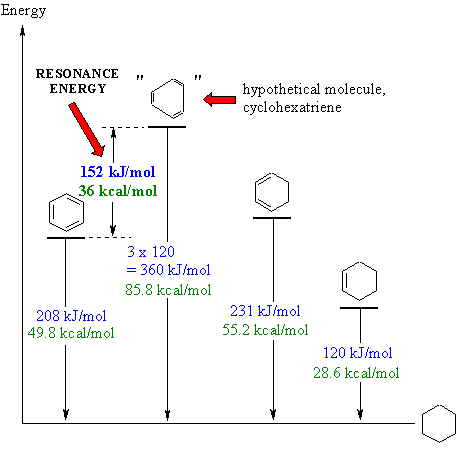 Energy
RESONANCE
ENERGY
" "
hypothetical molecule,
cyclohexatriene
152 kJ/mol
36 kcal/mol
3 x 120
= 360 kJ/mol
85.8 kcal/mol
208 kJ/mol
49.8 kcal/mol
231 kJ/mol
55.2 kcal/mol
120 kJ/mol
28.6 kcal/mol